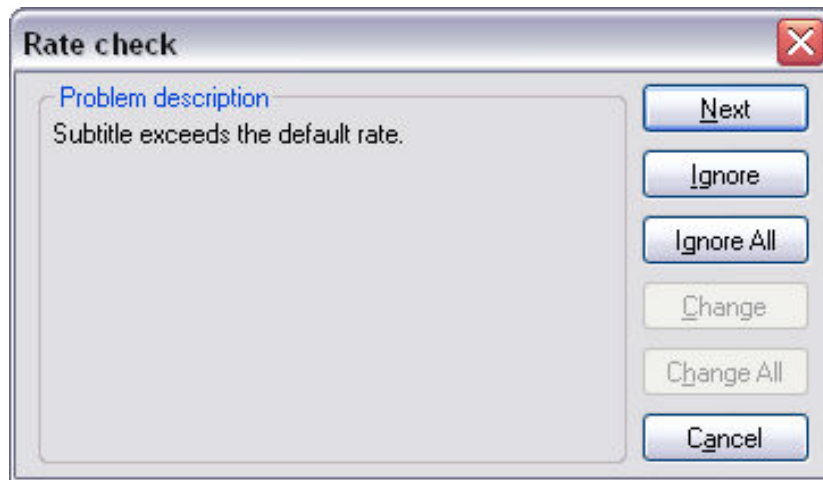 Rate check
Problem description
Subtitle exceeds the default rate.
Next
Ignore
Ignore All
Change
Change All
Cancel